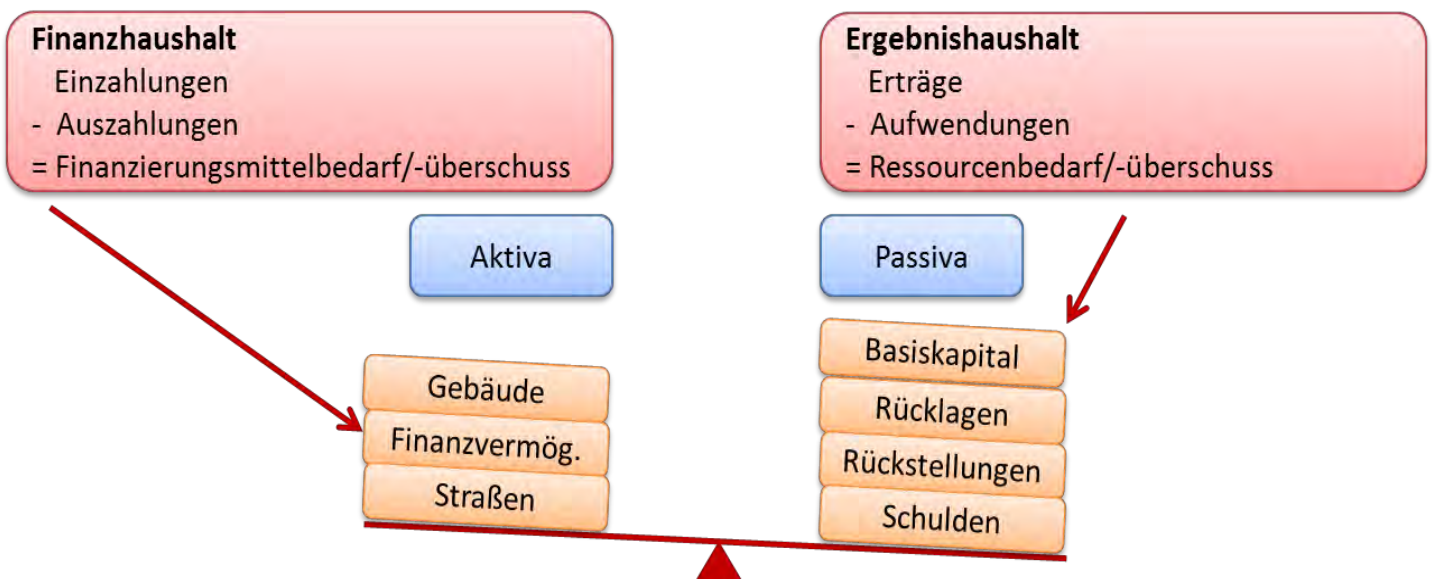 Finanzhaushalt
Einzahlungen
- Auszahlungen
= Finanzierungsmittelbedarf/-überschuss
Ergebnishaushalt
Erträge
- Aufwendungen
= Ressourcenbedarf/-überschuss
Aktiva
Passiva
Gebäude
Finanzvermög.
Straßen
Basiskapital
Rücklagen
Rückstellungen
Schulden